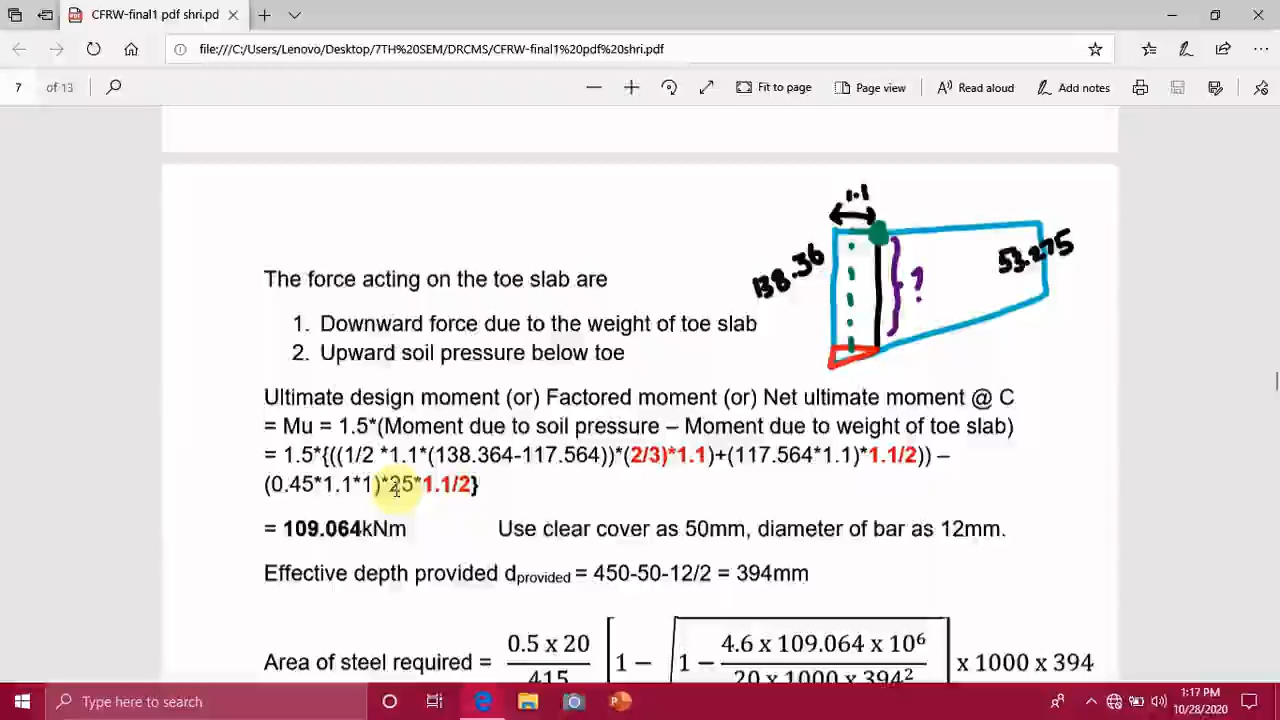 CFRW-final1 pdf shri.pd
file:///C:/Users/Lenovo/Desktop/7TH%20SEM/DRCMS/CFRW-final1%20pdf%20shri.pdf
7 of 13
Fit to page
Page view
Read aloud
Add notes
1.1
138.36
53.275
?
The force acting on the toe slab are
1. Downward force due to the weight of toe slab
2. Upward soil pressure below toe
Ultimate design moment (or) Factored moment (or) Net ultimate moment @ C
= Mu = 1.5*(Moment due to soil pressure – Moment due to weight of toe slab)
= 1.5*{((1/2 *1.1*(138.364-117.564))*(2/3)*1.1)+(117.564*1.1)*1.1/2)) –
(0.45*1.1*1)*25*1.1/2}
= 109.064kNm Use clear cover as 50mm, diameter of bar as 12mm.
Effective depth provided dprovided = 450-50-12/2 = 394mm
Area of steel required = 0.5 x 20 / 415 [1 − √1 − 4.6 x 109.064 x 10⁶ / 20 x 1000 x 394² x 1000 x 394
Type here to search
1:17 PM
10/28/2020